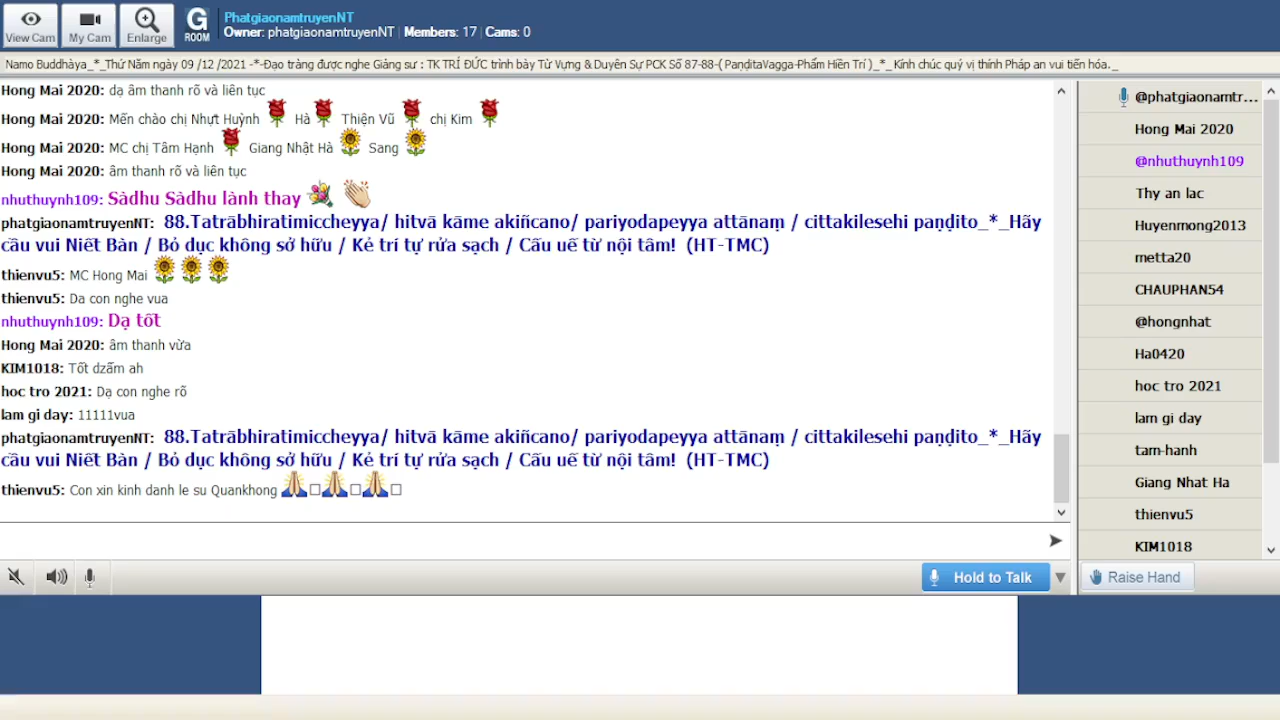 View Cam
My Cam
Enlarge
G
ROOM
PhatgiaonamtruyenNT
Owner: phatgiaonamtruyenNT | Members: 17 | Cams: 0
Namo Buddhàya_*_Thứ Năm ngày 09 /12 /2021 -*-Đạo tràng được nghe Giảng sư : TK TRÍ ĐỨC trình bày Từ Vựng & Duyên Sự PCK Số 87-88-( PaṇḍitaVagga-Phẩm Hiền Trí )_*_ Kính chúc quý vị thính Pháp an vui tiến hóa._
Hong Mai 2020: dạ âm thanh rõ và liên tục
Hong Mai 2020: Mến chào chị Nhựt Huỳnh Hà Thiện Vũ chị Kim
Hong Mai 2020: MC chị Tâm Hạnh Giang Nhật Hà Sang
Hong Mai 2020: âm thanh rõ và liên tục
nhuthuynh109: Sàdhu Sàdhu lành thay
phatgiaonamtruyenNT: 88.Tatrābhiratimiccheyya/ hitvā kāme akiñcano/ pariyodapeyya attānaṃ / cittakilesehi paṇḍito_*_Hãy
cầu vui Niết Bàn / Bỏ dục không sở hữu / Kẻ trí tự rửa sạch / Cấu uế từ nội tâm! (HT-TMC)
thienvu5: MC Hong Mai
thienvu5: Da con nghe vua
nhuthuynh109: Dạ tốt
Hong Mai 2020: âm thanh vừa
KIM1018: Tốt dzấm ah
hoc tro 2021: Dạ con nghe rõ
lam gi day: 11111vua
phatgiaonamtruyenNT: 88.Tatrābhiratimiccheyya/ hitvā kāme akiñcano/ pariyodapeyya attānaṃ / cittakilesehi paṇḍito_*_Hãy
cầu vui Niết Bàn / Bỏ dục không sở hữu / Kẻ trí tự rửa sạch / Cấu uế từ nội tâm! (HT-TMC)
thienvu5: Con xin kinh danh le su Quankhong
@phatgiaonamtr...
Hong Mai 2020
@nhuthuynh109
Thy an lac
Huyenmong2013
metta20
CHAUPHAN54
@hongnhat
Ha0420
hoc tro 2021
lam gi day
tam-hanh
Giang Nhat Ha
thienvu5
KIM1018
Hold to Talk
Raise Hand